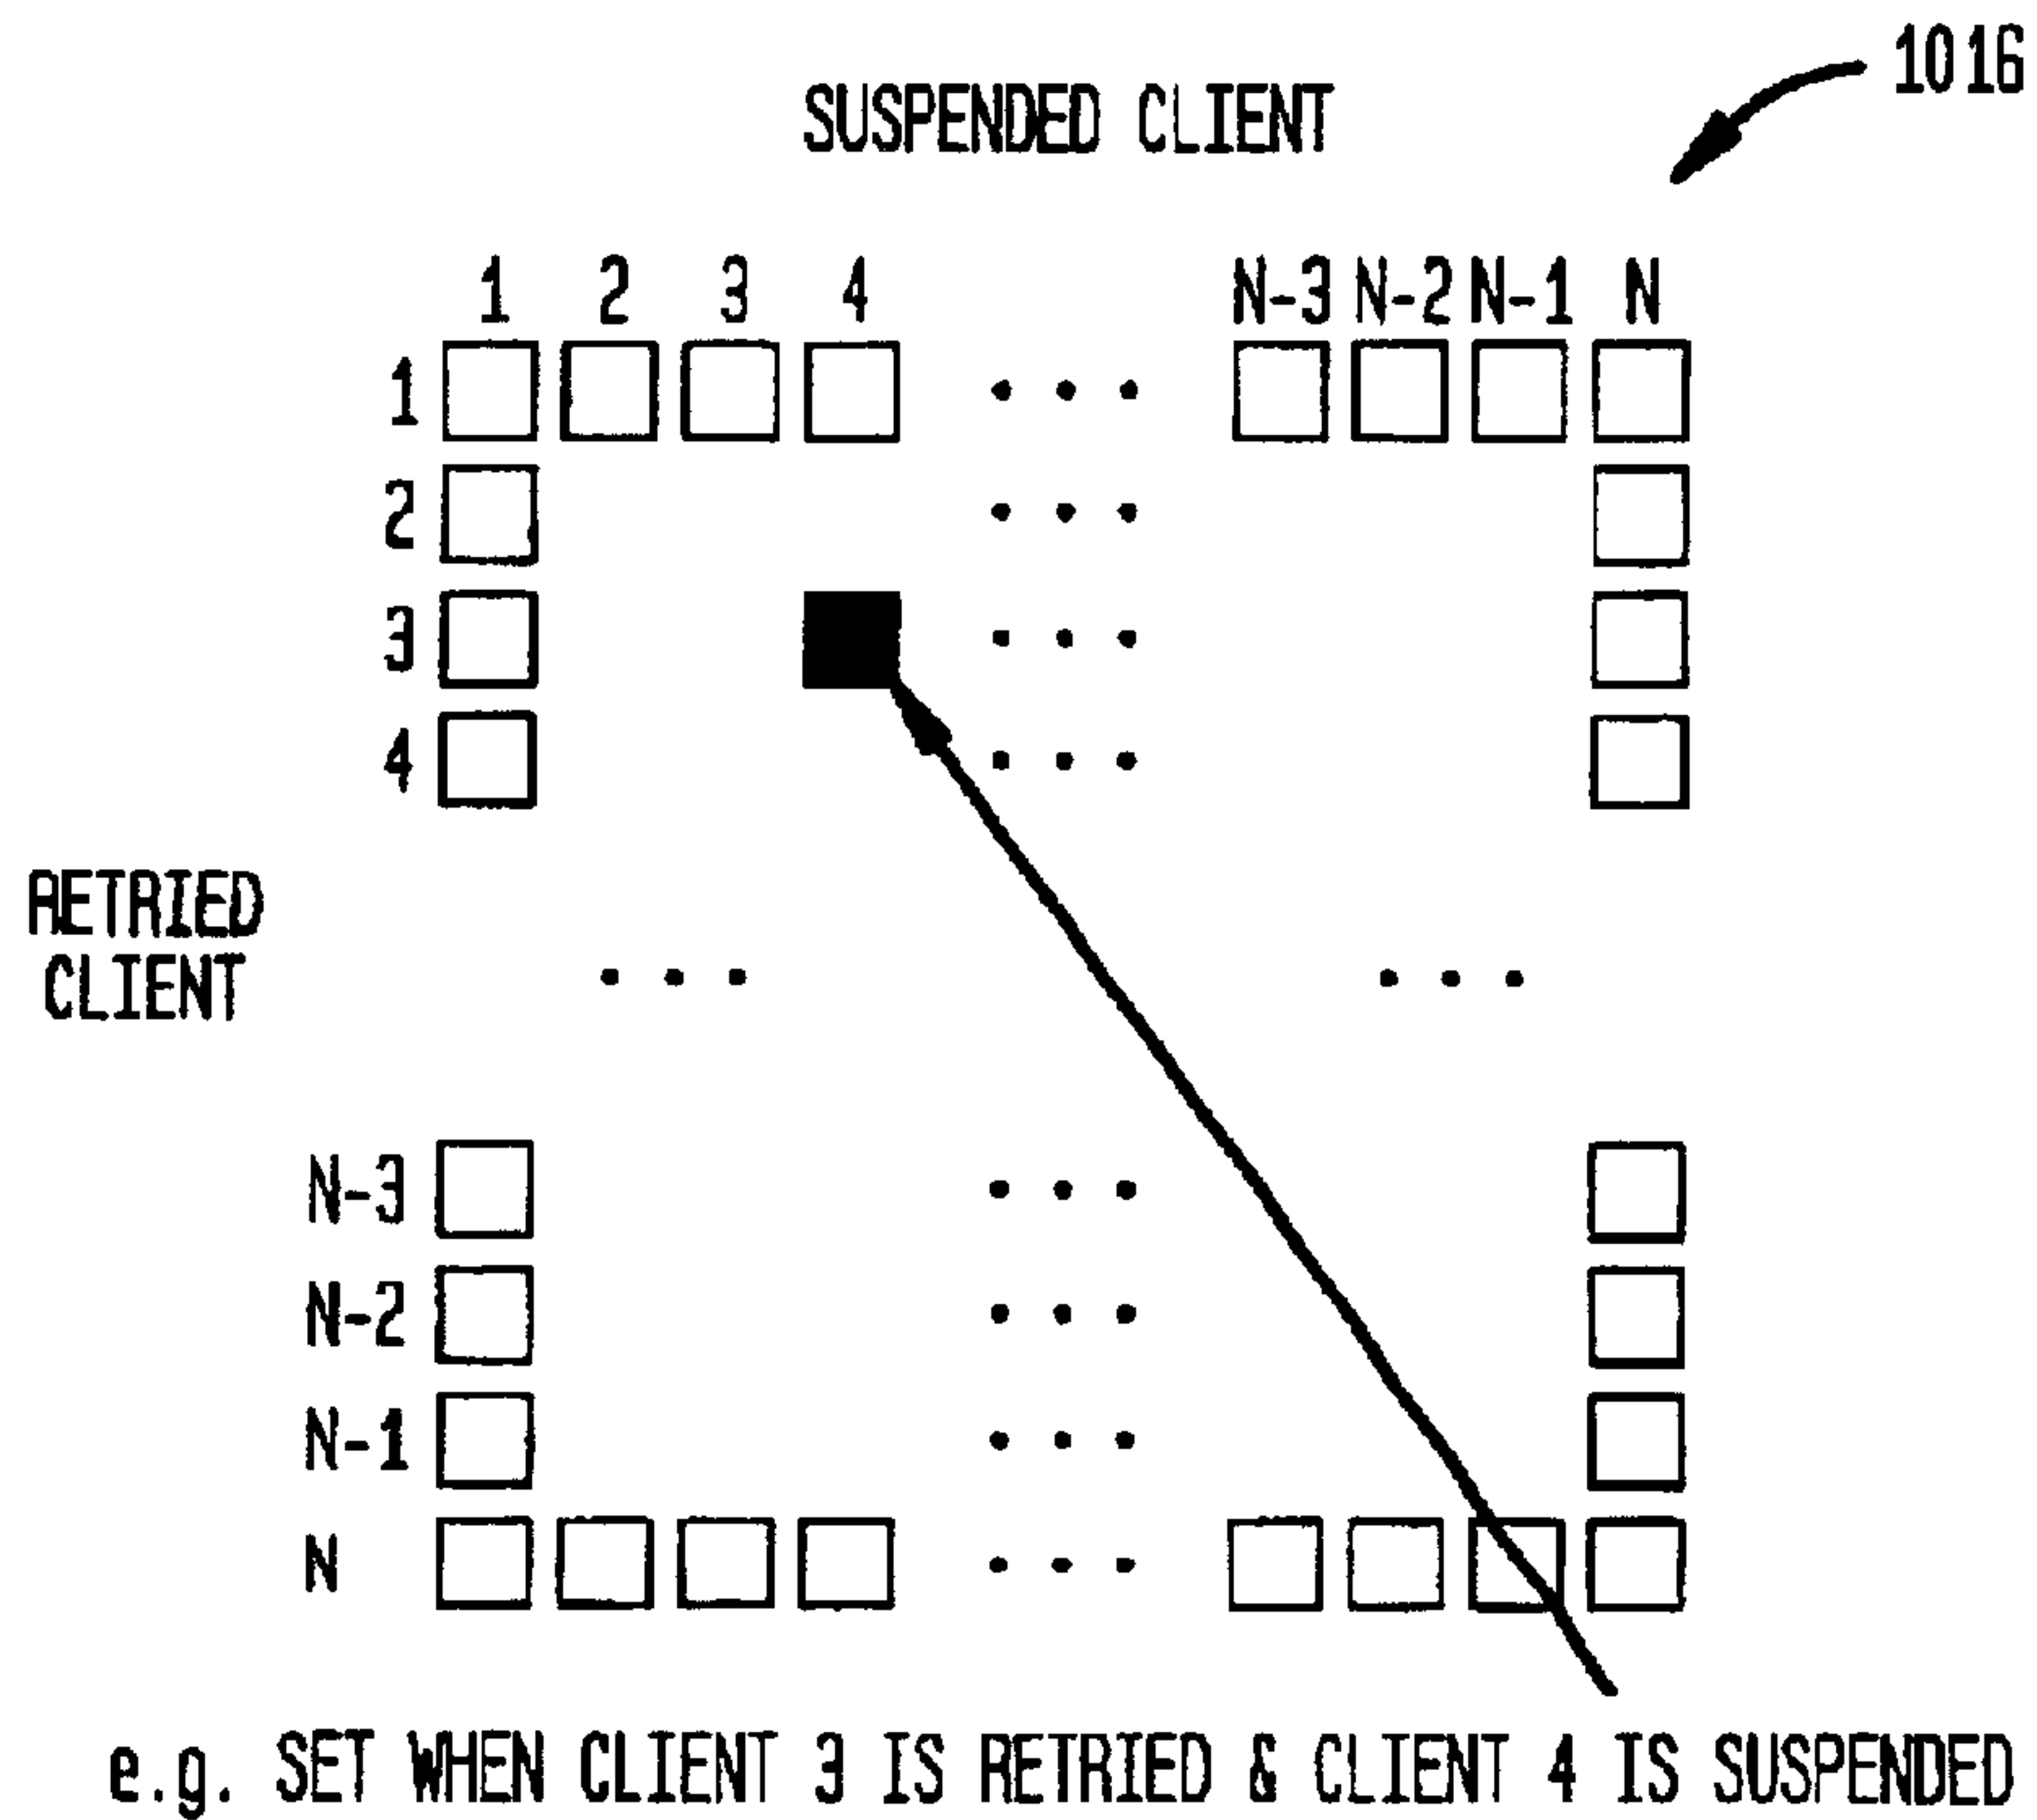 1016
SUSPENDED CLIENT
1 2 3 4 N-3 N-2 N-1 N
1
2
3
4
RETRIED
CLIENT
N-3
N-2
N-1
N
e.g. SET WHEN CLIENT 3 IS RETRIED & CLIENT 4 IS SUSPENDED